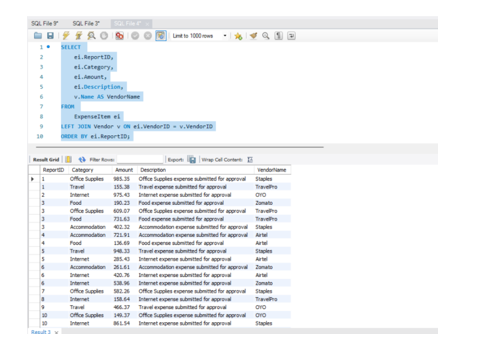 SQL File 9* SQL File 3* SQL File 4* ×
Limit to 1000 rows
1 SELECT
2 ei.ReportID,
3 ei.Category,
4 ei.Amount,
5 ei.Description,
6 v.Name AS VendorName
7 FROM
8 ExpenseItem ei
9 LEFT JOIN Vendor v ON ei.VendorID = v.VendorID
10 ORDER BY ei.ReportID;
Result Grid Filter Rows: Export: Wrap Cell Content:
ReportID Category Amount Description VendorName
1 Office Supplies 985.35 Office Supplies expense submitted for approval Staples
1 Travel 155.38 Travel expense submitted for approval TravelPro
2 Internet 975.43 Internet expense submitted for approval OYO
3 Food 180.23 Food expense submitted for approval Zomato
3 Office Supplies 609.07 Office Supplies expense submitted for approval TravelPro
3 Food 731.63 Food expense submitted for approval TravelPro
3 Accommodation 402.32 Accommodation expense submitted for approval Staples
4 Accommodation 721.91 Accommodation expense submitted for approval Airtel
4 Food 136.69 Food expense submitted for approval Airtel
5 Travel 948.33 Travel expense submitted for approval Staples
5 Internet 285.43 Internet expense submitted for approval Airtel
6 Accommodation 261.61 Accommodation expense submitted for approval Zomato
6 Internet 420.76 Internet expense submitted for approval Airtel
6 Internet 538.96 Internet expense submitted for approval Zomato
8 Office Supplies 582.26 Office Supplies expense submitted for approval Staples
8 Internet 158.64 Internet expense submitted for approval TravelPro
9 Travel 466.37 Travel expense submitted for approval OYO
10 Office Supplies 149.37 Office Supplies expense submitted for approval OYO
10 Internet 861.54 Internet expense submitted for approval Staples
Result 2 ×